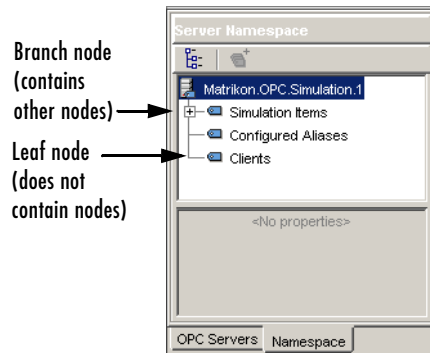 Branch node
(contains
other nodes)
Leaf node
(does not
contain nodes)
Server Namespace
Matrikon.OPC.Simulation.1
Simulation Items
Configured Aliases
Clients
<No properties>
OPC Servers
Namespace